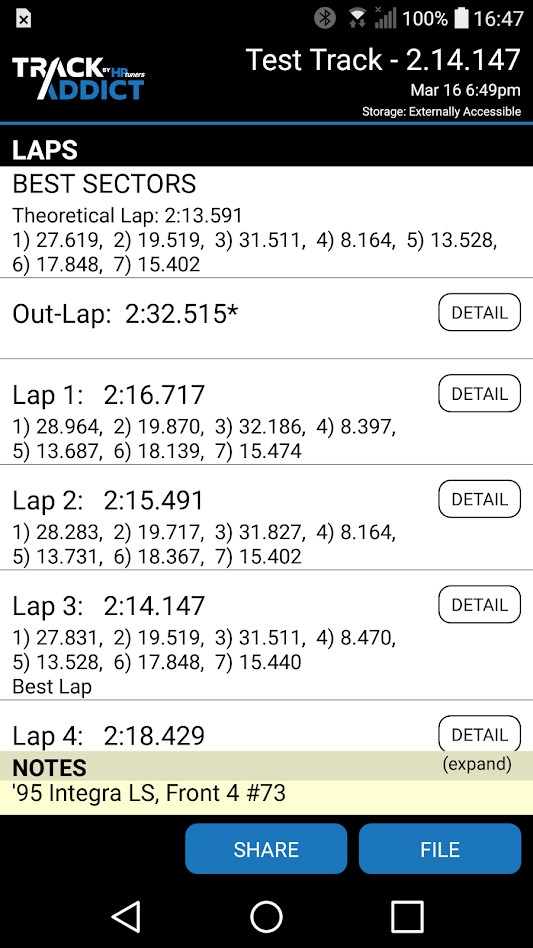 100% 16:47
TRACK BY HP tuners
ADDICT
Test Track - 2.14.147
Mar 16 6:49pm
Storage: Externally Accessible
LAPS
BEST SECTORS
Theoretical Lap: 2:13.591
1) 27.619, 2) 19.519, 3) 31.511, 4) 8.164, 5) 13.528,
6) 17.848, 7) 15.402
Out-Lap: 2:32.515* DETAIL
Lap 1: 2:16.717 DETAIL
1) 28.964, 2) 19.870, 3) 32.186, 4) 8.397,
5) 13.687, 6) 18.139, 7) 15.474
Lap 2: 2:15.491 DETAIL
1) 28.283, 2) 19.717, 3) 31.827, 4) 8.164,
5) 13.731, 6) 18.367, 7) 15.402
Lap 3: 2:14.147 DETAIL
1) 27.831, 2) 19.519, 3) 31.511, 4) 8.470,
5) 13.528, 6) 17.848, 7) 15.440
Best Lap
Lap 4: 2:18.429 DETAIL
NOTES (expand)
'95 Integra LS, Front 4 #73
SHARE FILE